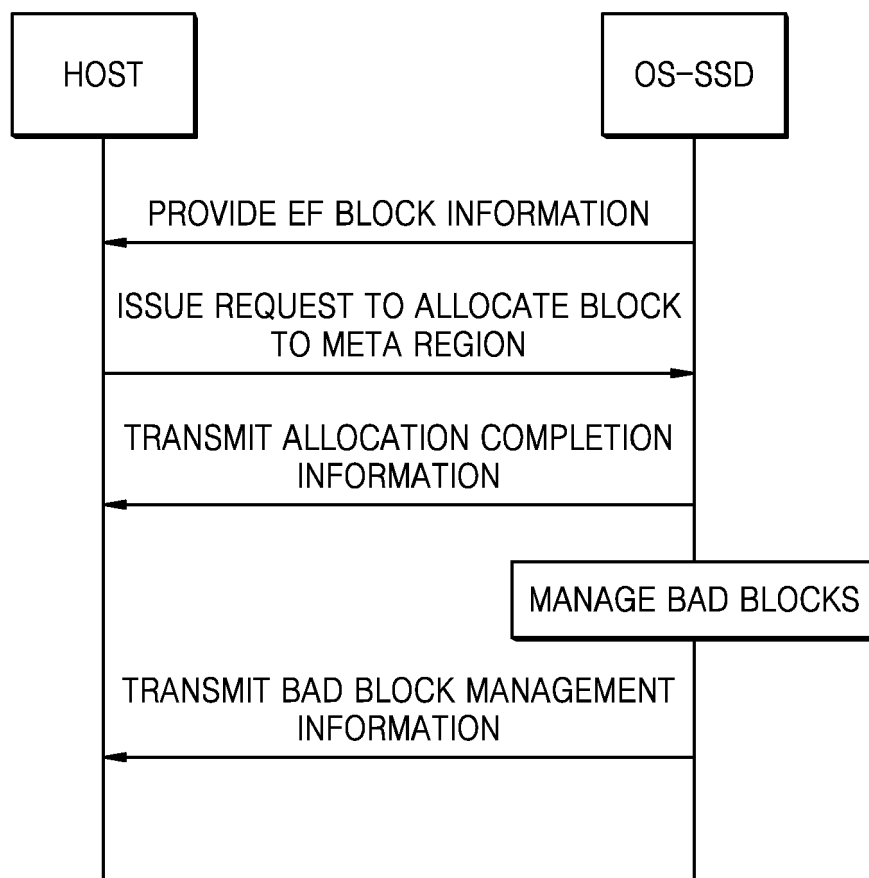 HOST
OS-SSD
PROVIDE EF BLOCK INFORMATION
ISSUE REQUEST TO ALLOCATE BLOCK
TO META REGION
TRANSMIT ALLOCATION COMPLETION
INFORMATION
MANAGE BAD BLOCKS
TRANSMIT BAD BLOCK MANAGEMENT
INFORMATION